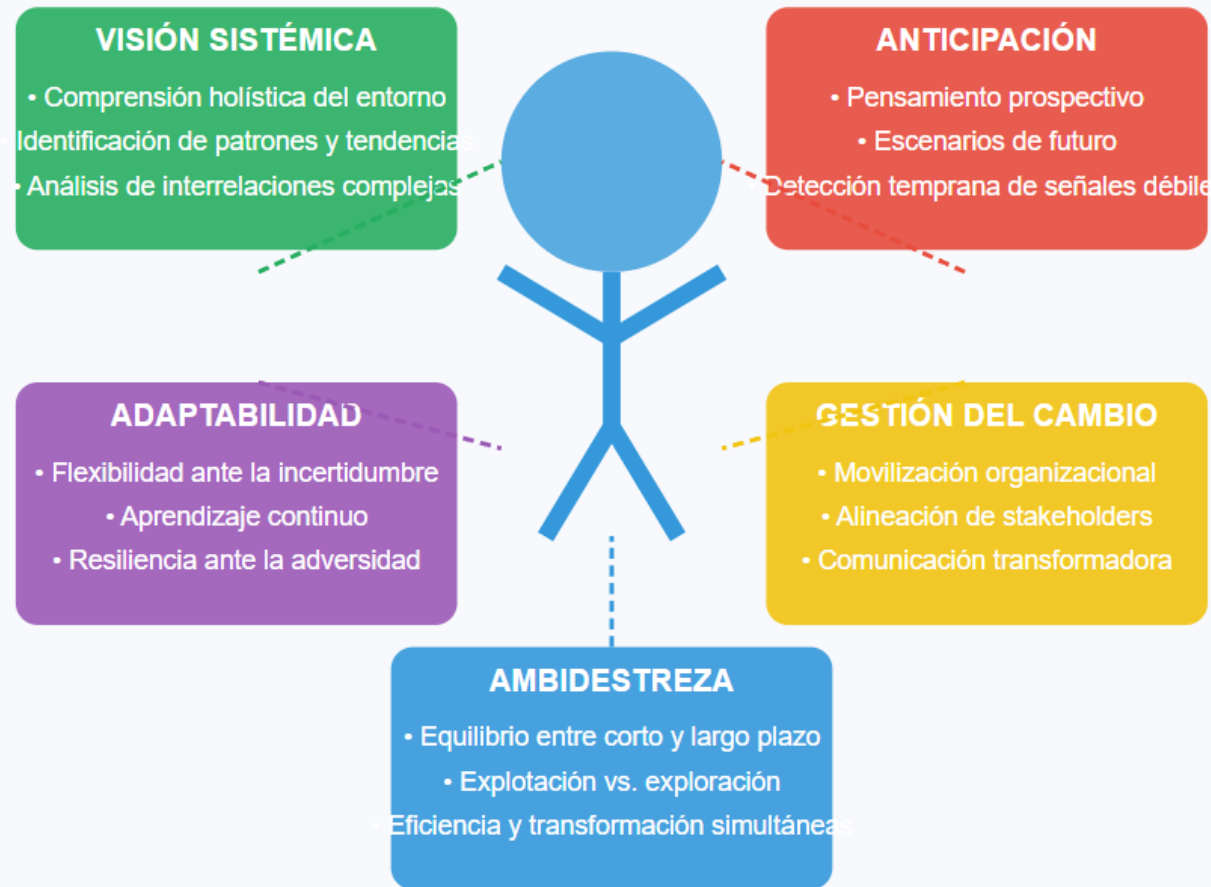 VISIÓN SISTÉMICA
• Comprensión holística del entorno
• Identificación de patrones y tendencias
• Análisis de interrelaciones complejas
ANTICIPACIÓN
• Pensamiento prospectivo
• Escenarios de futuro
• Detección temprana de señales débile
ADAPTABILIDAD
• Flexibilidad ante la incertidumbre
• Aprendizaje continuo
• Resiliencia ante la adversidad
GESTIÓN DEL CAMBIO
• Movilización organizacional
• Alineación de stakeholders
• Comunicación transformadora
AMBIDESTREZA
• Equilibrio entre corto y largo plazo
• Explotación vs. exploración
• Eficiencia y transformación simultáneas